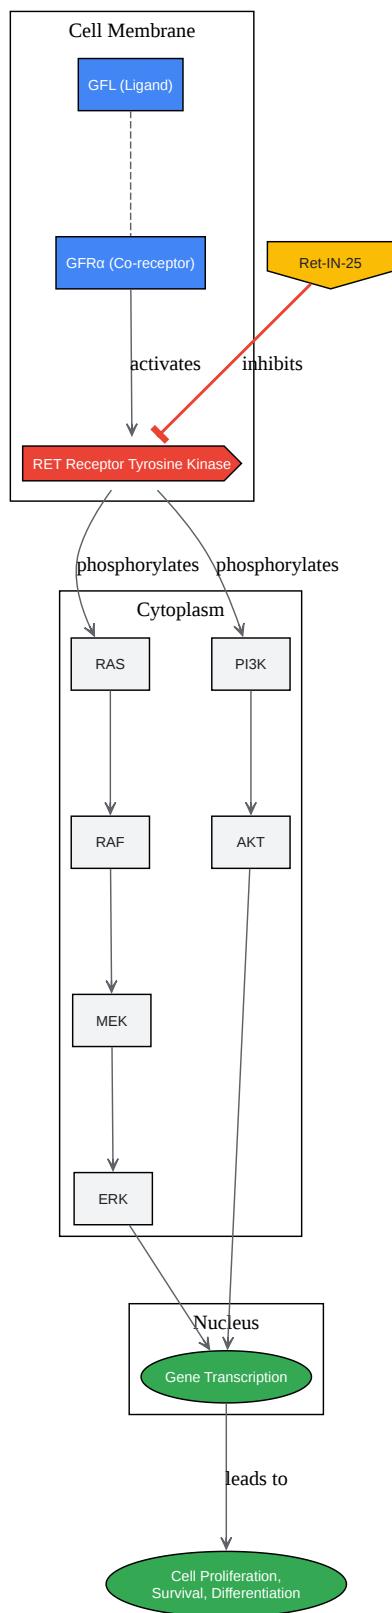 Cell Membrane
GFL (Ligand)
GFRα (Co-receptor)
Ret-IN-25
activates
inhibits
RET Receptor Tyrosine Kinase
phosphorylates
phosphorylates
Cytoplasm
RAS
PI3K
RAF
AKT
MEK
ERK
Nucleus
Gene Transcription
leads to
Cell Proliferation,
Survival, Differentiation